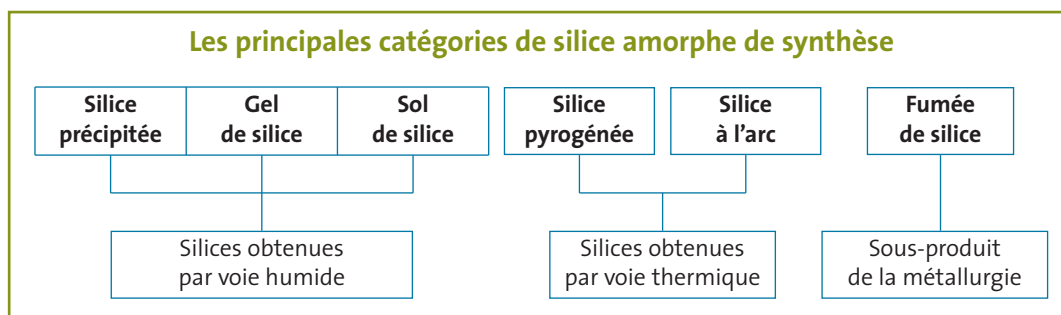 Les principales catégories de silice amorphe de synthèse
Silice
précipitée
Gel
de silice
Sol
de silice
Silice
pyrogénée
Silice
à l’arc
Fumée
de silice
Silices obtenues
par voie humide
Silices obtenues
par voie thermique
Sous-produit
de la métallurgie